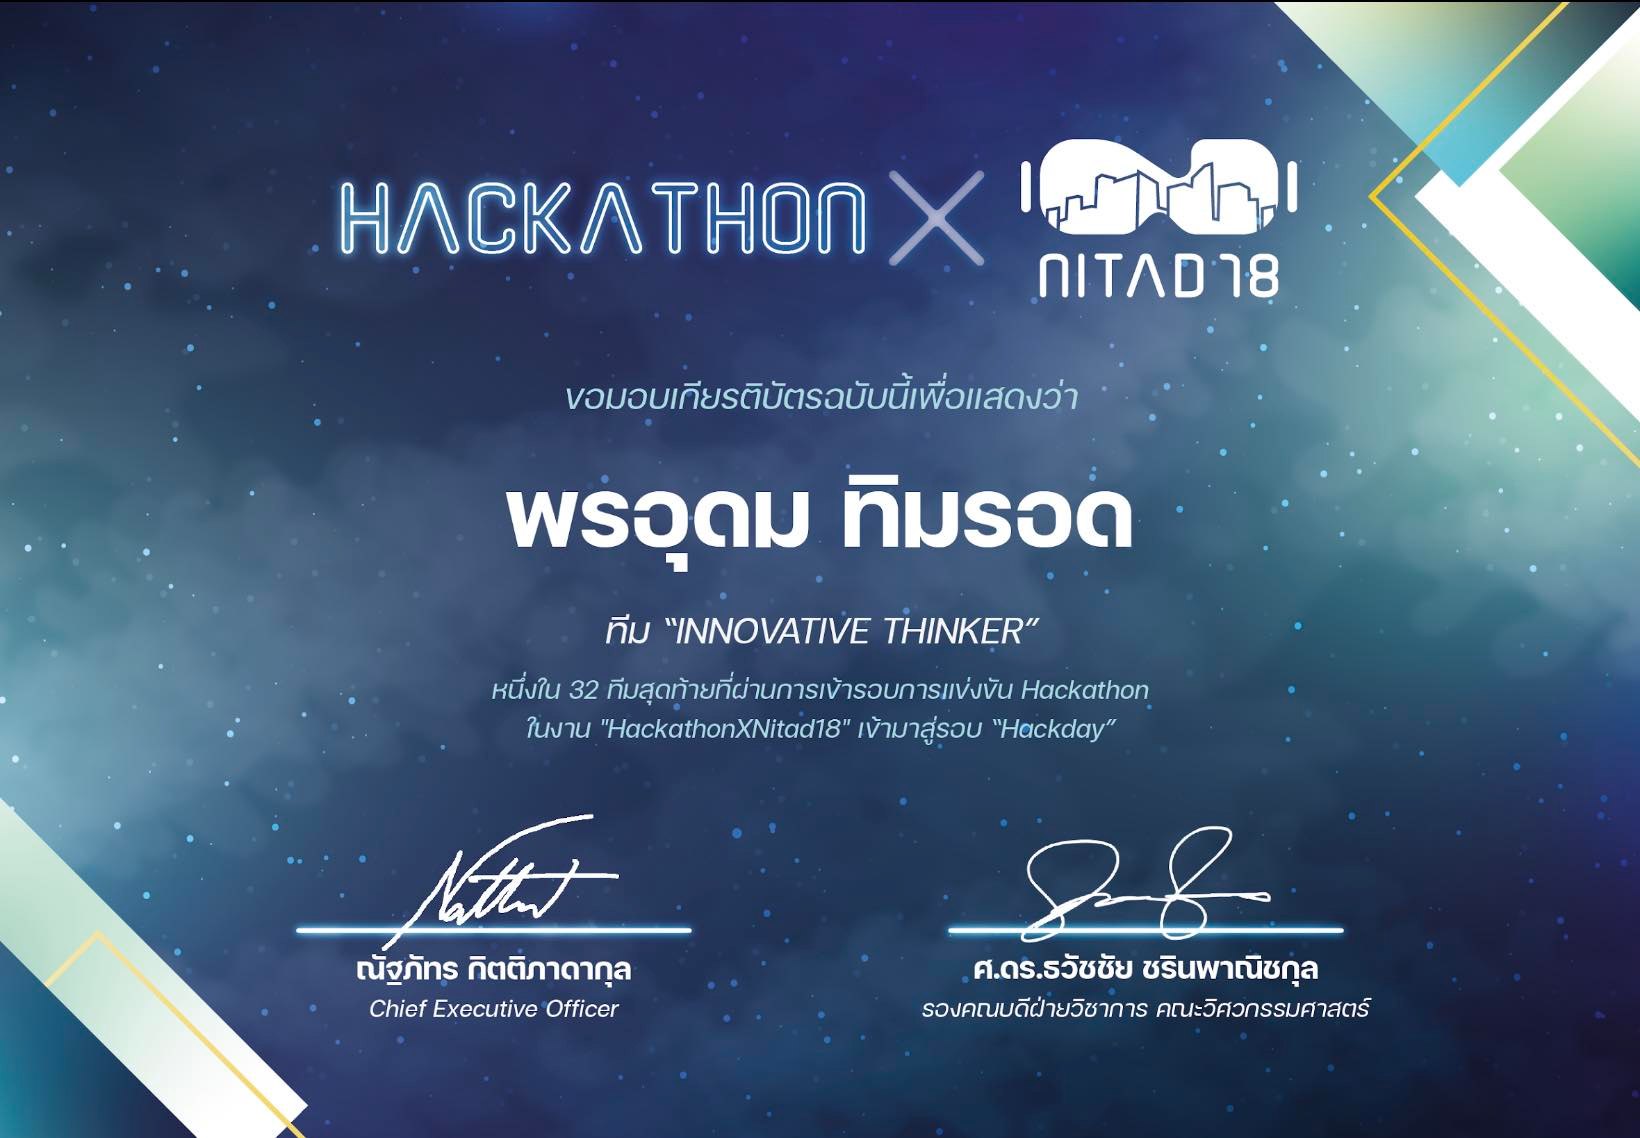 HACKATHON X NITAD18
ขอมอบเกียรติบัตรฉบับนี้เพื่อแสดงว่า
พรอุดม ทิมรอด
ทีม “INNOVATIVE THINKER”
หนึ่งใน 32 ทีมสุดท้ายที่ผ่านการเข้ารอบการแข่งขัน Hackathon
ในงาน "HackathonXNitad18" เข้ามาสู่รอบ “Hackday”
ณัฐภัทร กิตติภาดากุล
Chief Executive Officer
ศ.ดร.ธวัชชัย ชรินพาณิชกุล
รองคณบดีฝ่ายวิชาการ คณะวิศวกรรมศาสตร์